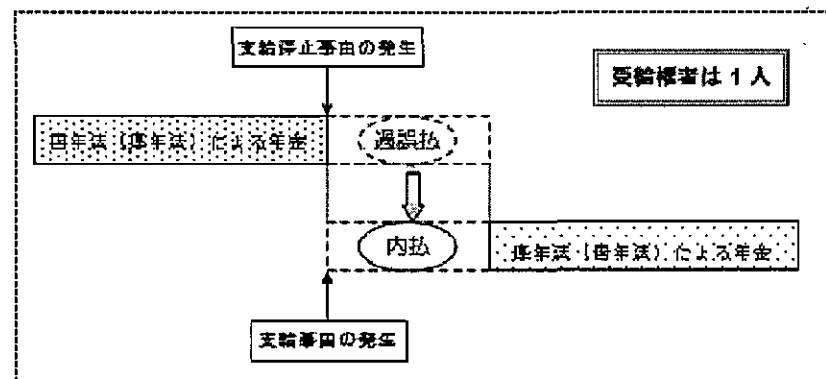 支給停止事由の発生
受給権者は1人
国年法（厚年法）による年金
過誤払
内払
厚年法（国年法）による年金
支給事由の発生